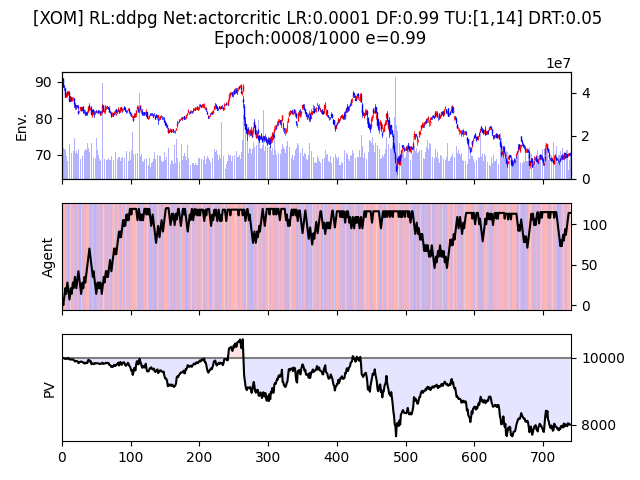 [XOM] RL:ddpg Net:actorcritic LR:0.0001 DF:0.99 TU:[1,14] DRT:0.05
Epoch:0008/1000 e=0.99
1e7
90
80
70
Env.
4
2
0
Agent
100
50
0
PV
10000
8000
0 100 200 300 400 500 600 700